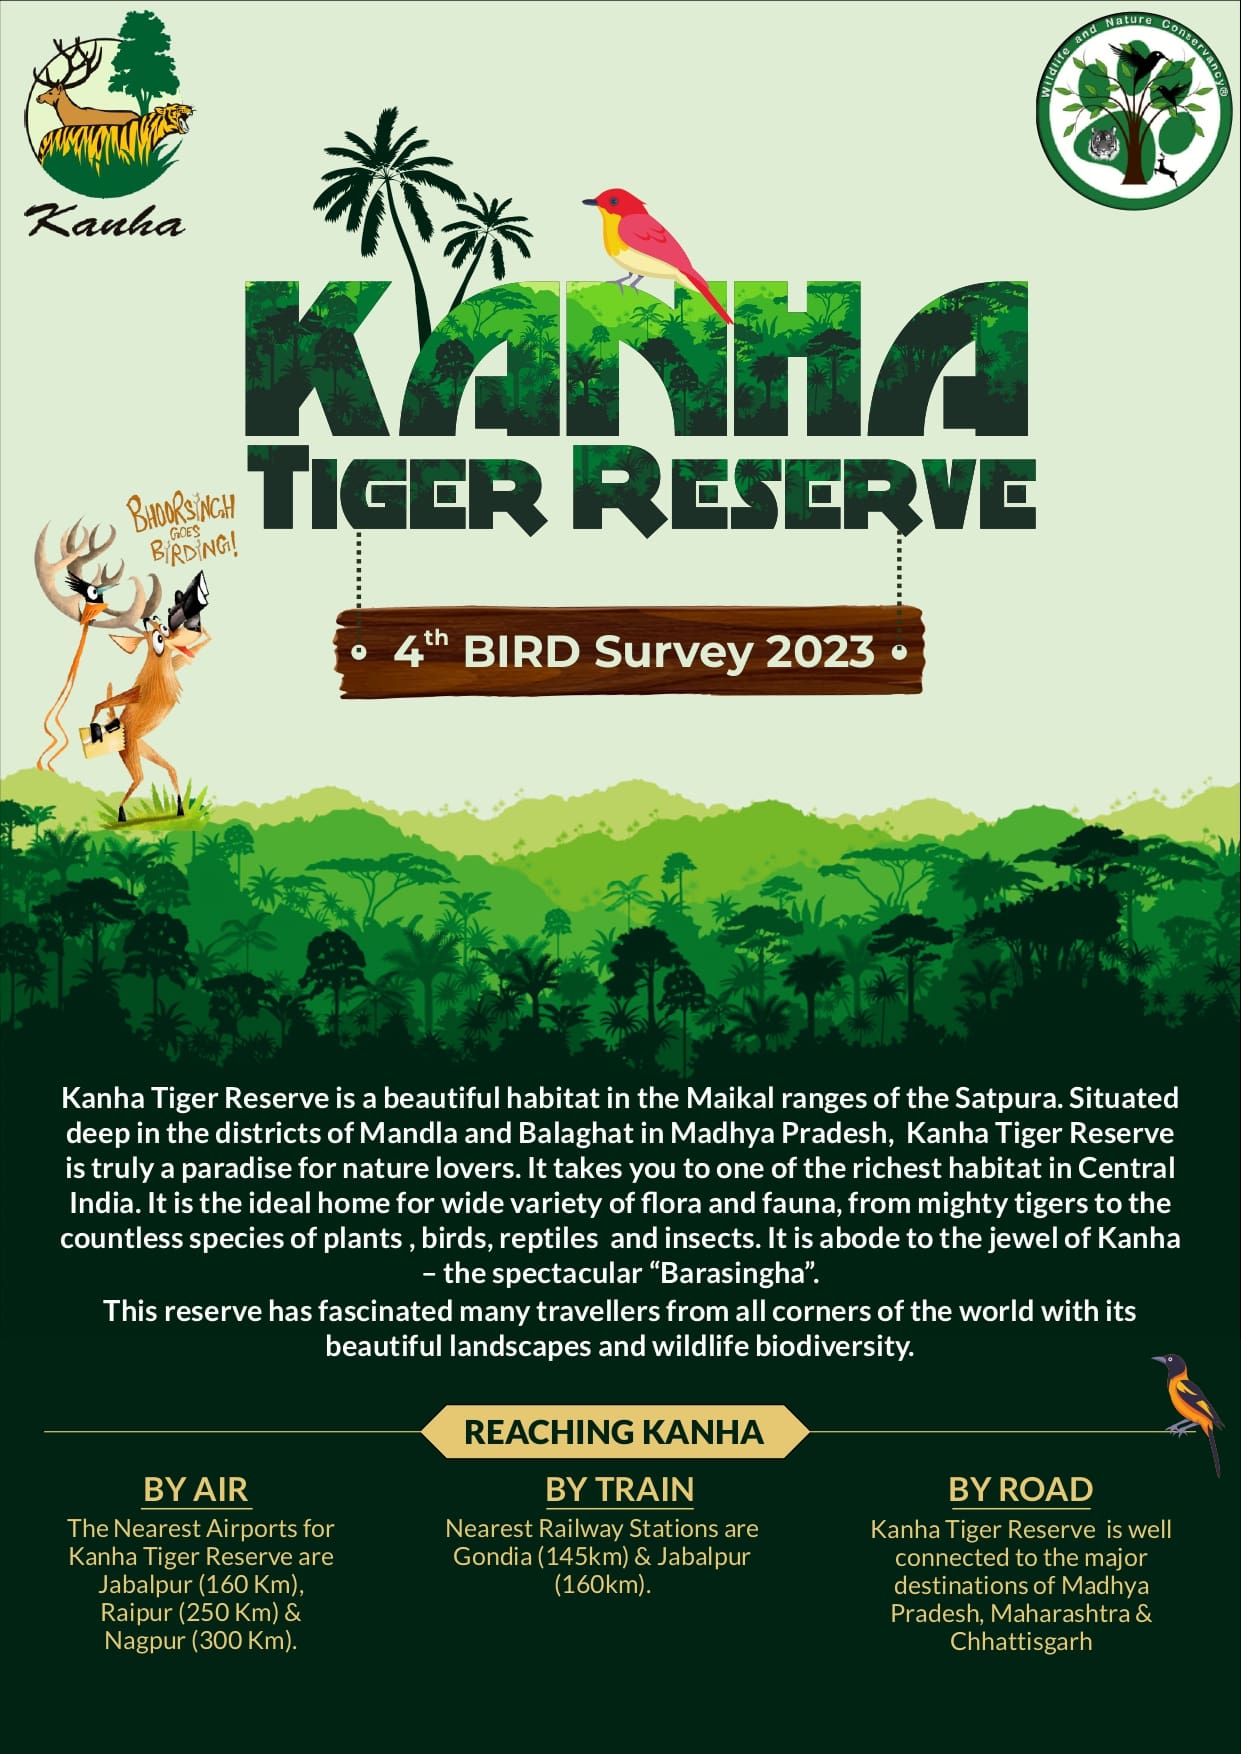 Kanha
Wildlife and Nature Conservancy®
KANHA
TIGER RESERVE
BHOORSINGH
GOES
BIRDING!
4th BIRD Survey 2023
Kanha Tiger Reserve is a beautiful habitat in the Maikal ranges of the Satpura. Situated
deep in the districts of Mandla and Balaghat in Madhya Pradesh, Kanha Tiger Reserve
is truly a paradise for nature lovers. It takes you to one of the richest habitat in Central
India. It is the ideal home for wide variety of flora and fauna, from mighty tigers to the
countless species of plants , birds, reptiles and insects. It is abode to the jewel of Kanha
– the spectacular “Barasingha”.
This reserve has fascinated many travellers from all corners of the world with its
beautiful landscapes and wildlife biodiversity.
REACHING KANHA
BY AIR
The Nearest Airports for
Kanha Tiger Reserve are
Jabalpur (160 Km),
Raipur (250 Km) &
Nagpur (300 Km).
BY TRAIN
Nearest Railway Stations are
Gondia (145km) & Jabalpur
(160km).
BY ROAD
Kanha Tiger Reserve is well
connected to the major
destinations of Madhya
Pradesh, Maharashtra &
Chhattisgarh